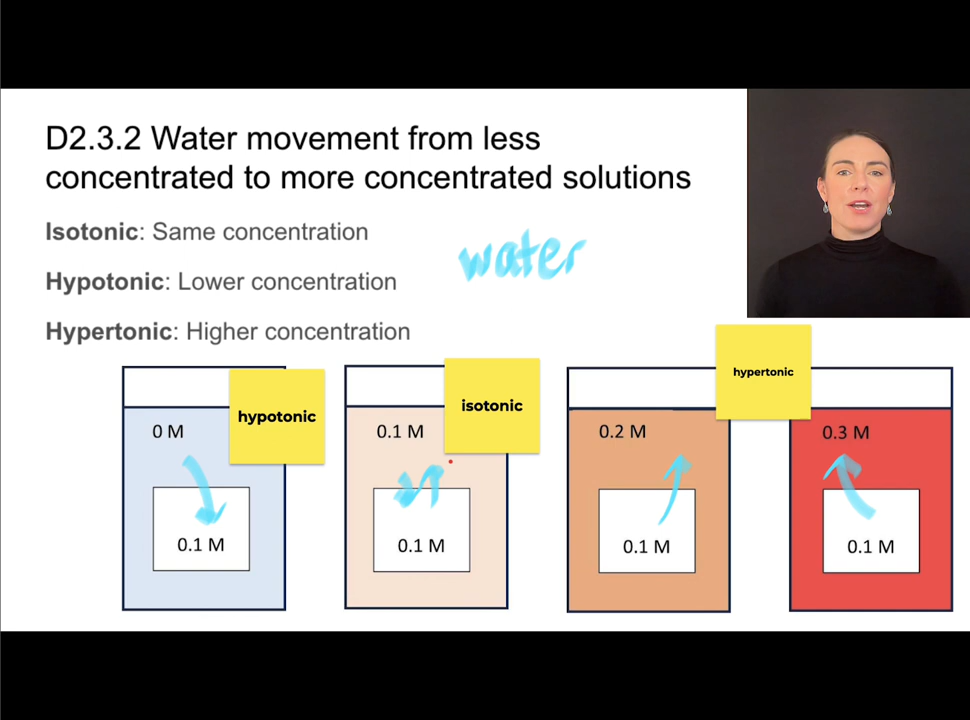 D2.3.2 Water movement from less
concentrated to more concentrated solutions
Isotonic: Same concentration
water
Hypotonic: Lower concentration
Hypertonic: Higher concentration
hypotonic
isotonic
hypertonic
0 M
0.1 M
0.2 M
0.3 M
0.1 M
0.1 M
0.1 M
0.1 M